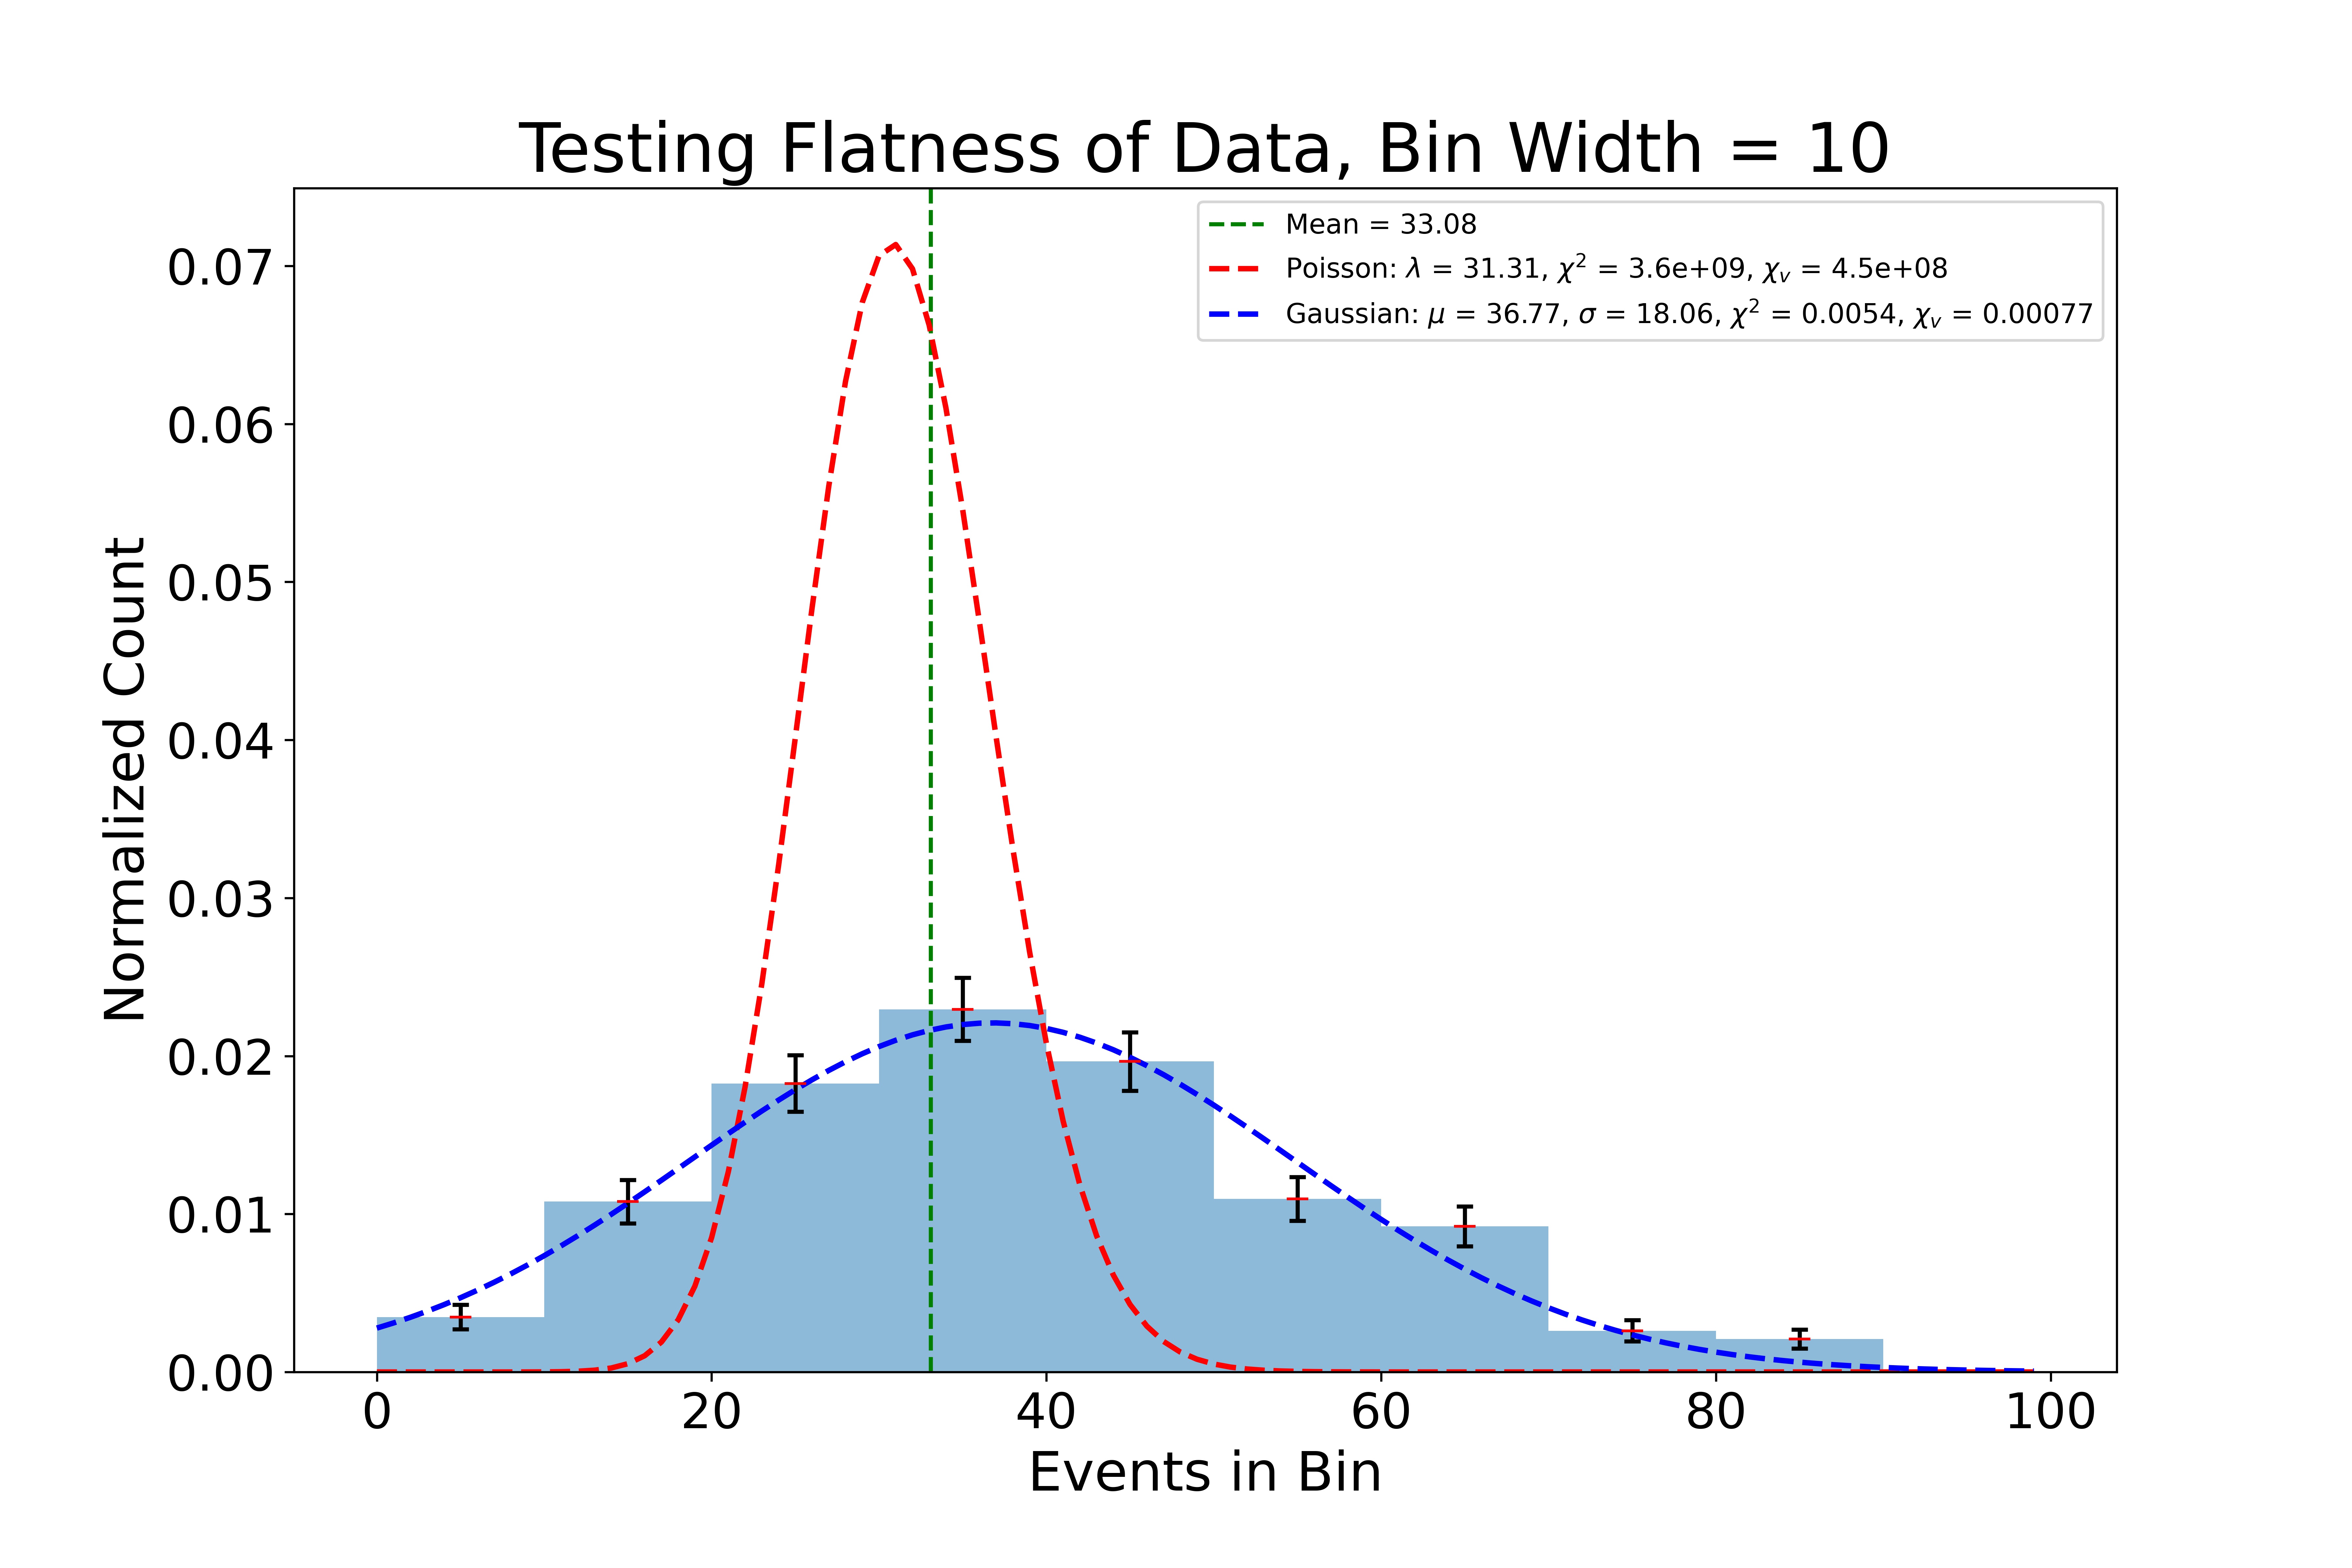 Testing Flatness of Data, Bin Width = 10
Mean = 33.08
Poisson: λ = 31.31, χ² = 3.6e+09, χᵥ = 4.5e+08
Gaussian: μ = 36.77, σ = 18.06, χ² = 0.0054, χᵥ = 0.00077
Normalized Count
0.07
0.06
0.05
0.04
0.03
0.02
0.01
0.00
0 20 40 60 80 100
Events in Bin